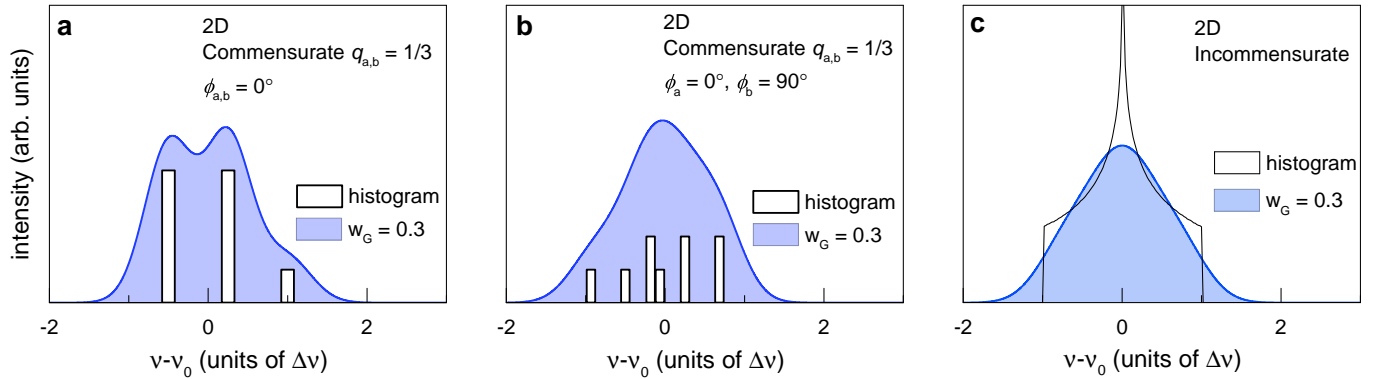 a
2D
Commensurate q_a,b = 1/3
ϕ_a,b = 0°
histogram
w_G = 0.3
intensity (arb. units)
-2
0
2
ν-ν_0 (units of Δν)
b
2D
Commensurate q_a,b = 1/3
ϕ_a = 0°, ϕ_b = 90°
histogram
w_G = 0.3
-2
0
2
ν-ν_0 (units of Δν)
c
2D
Incommensurate
histogram
w_G = 0.3
-2
0
2
ν-ν_0 (units of Δν)